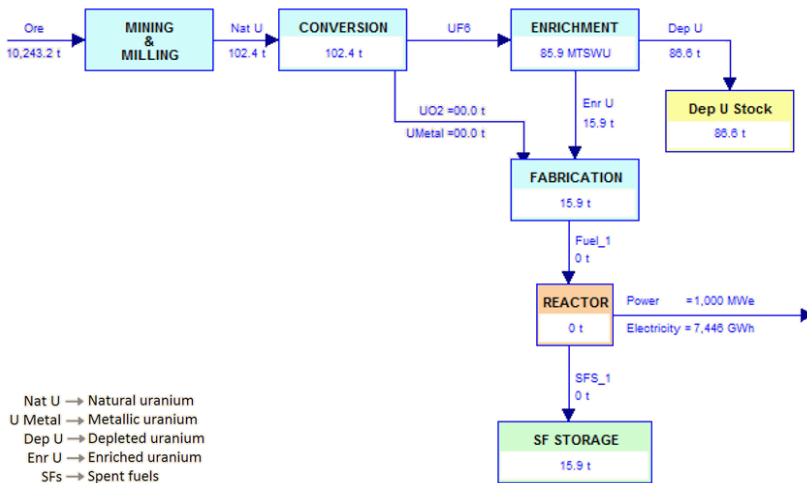 Ore
10,243.2 t
MINING
&
MILLING
Nat U
102.4 t
CONVERSION
102.4 t
UF6
ENRICHMENT
85.9 MTSWU
Dep U
86.6 t
Dep U Stock
86.6 t
UO2 =00.0 t
UMetal =00.0 t
Enr U
15.9 t
FABRICATION
15.9 t
Fuel_1
0 t
REACTOR
0 t
Power =1,000 MWe
Electricity = 7,446 GWh
SFS_1
0 t
SF STORAGE
15.9 t
Nat U → Natural uranium
U Metal → Metallic uranium
Dep U → Depleted uranium
Enr U → Enriched uranium
SFs → Spent fuels